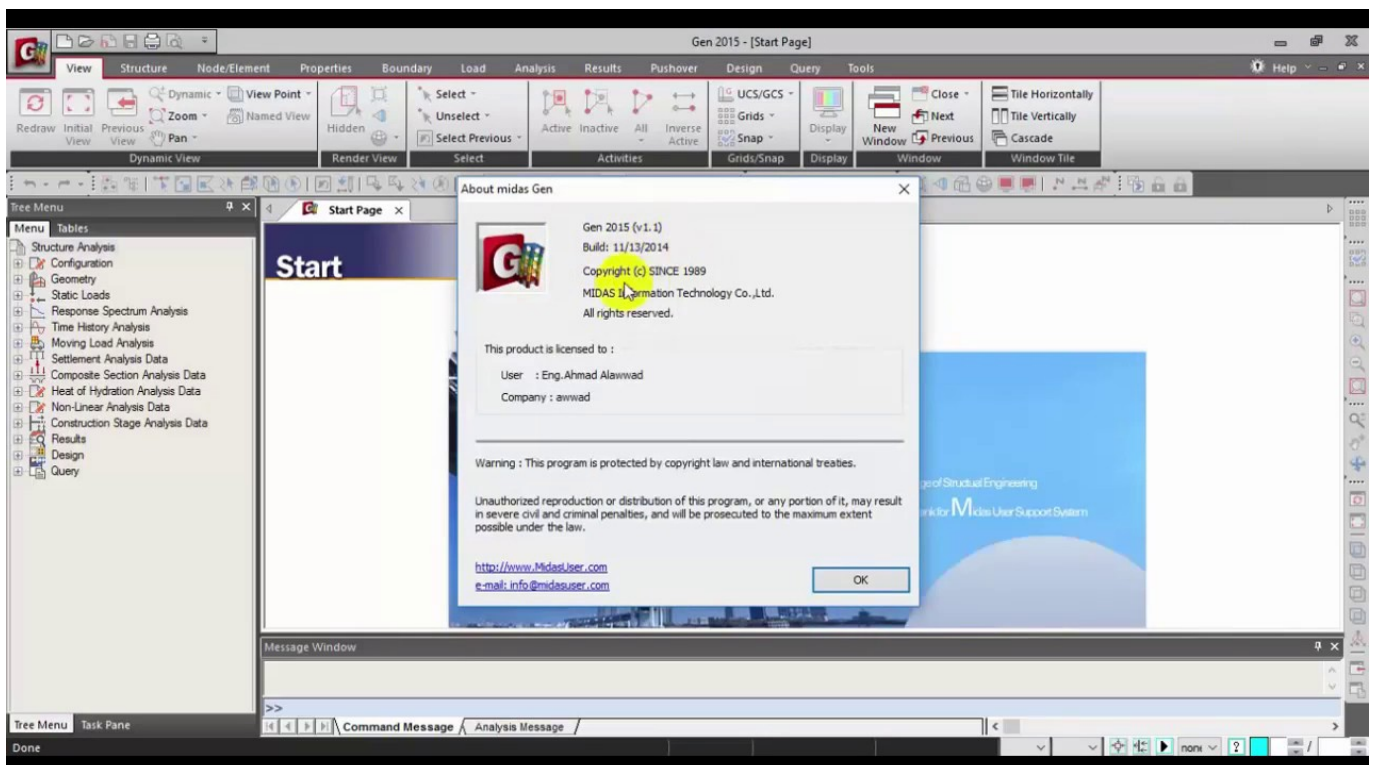 Gen 2015 - [Start Page]
View Structure Node/Element Properties Boundary Load Analysis Results Pushover Design Query Tools Help
Redraw
Initial View
Previous View
Dynamic
Zoom
Pan
View Point
Named View
Dynamic View
Hidden
Render View
Select
Unselect
Select Previous
Select
Active
Inactive
All
Inverse Active
Activities
UCS/GCS
Grids
Snap
Grids/Snap
Display
Display
New Window
Close
Next
Previous
Window
Tile Horizontally
Tile Vertically
Cascade
Window Tile
Tree Menu
Menu Tables
Structure Analysis
Configuration
Geometry
Static Loads
Response Spectrum Analysis
Time History Analysis
Moving Load Analysis
Settlement Analysis Data
Composite Section Analysis Data
Heat of Hydration Analysis Data
Non-Linear Analysis Data
Construction Stage Analysis Data
Results
Design
Query
Tree Menu Task Pane
Start Page
Start
About midas Gen
Gen 2015 (v1.1)
Build: 11/13/2014
Copyright (c) SINCE 1989
MIDAS Information Technology Co.,Ltd.
All rights reserved.
This product is licensed to :
User : Eng.Ahmad Alawwad
Company : awwad
Warning : This program is protected by copyright law and international treaties.
Unauthorized reproduction or distribution of this program, or any portion of it, may result
in severe civil and criminal penalties, and will be prosecuted to the maximum extent
possible under the law.
http://www.MidasUser.com
e-mail: info@midasuser.com
OK
of Structual Engineering
for Midas User Support System
Message Window
>>
Command Message Analysis Message
Done
none